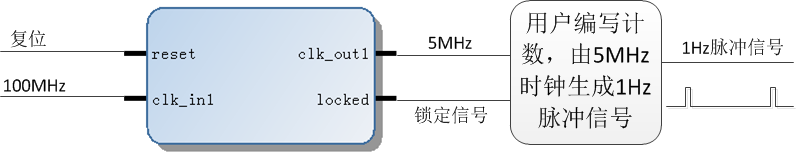 复位
100MHz
reset
clk_in1
clk_out1
locked
5MHz
锁定信号
用户编写计
数，由5MHz
时钟生成1Hz
脉冲信号
1Hz脉冲信号